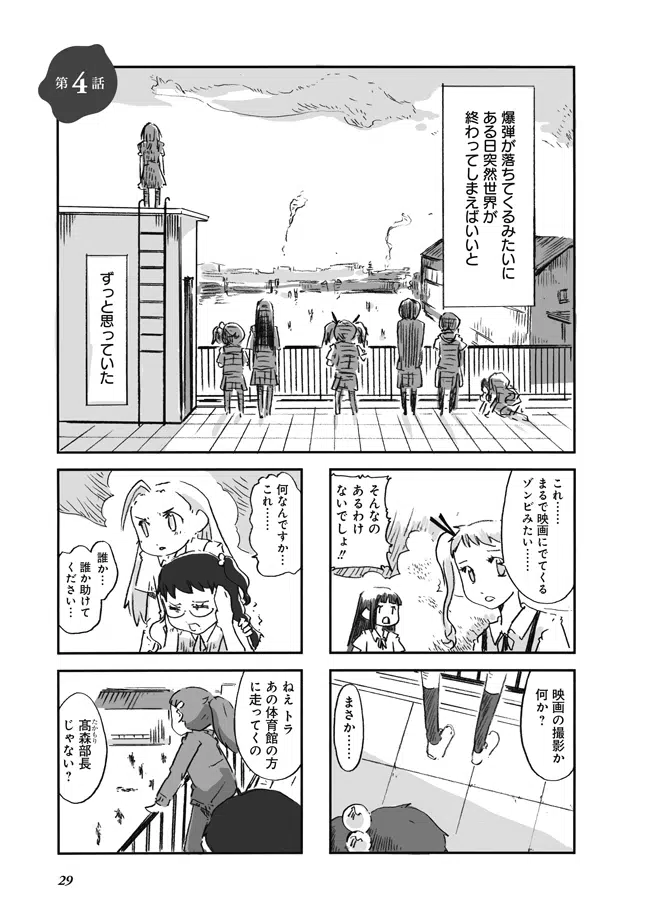 第4話
爆弾が落ちてくるみたいに
ある日突然世界が
終わってしまえばいいと
ずっと思っていた
これ……
まるで映画にでてくる
ゾンビみたい……
そんなの
あるわけ
ないでしょ!!
何なんですか…
これ……
誰か…
誰か助けて
ください…
映画の撮影か
何か?
まさか……
ねえ トラ
あの体育館の方
に走ってくの
髙森部長
たかもり
じゃない?
29